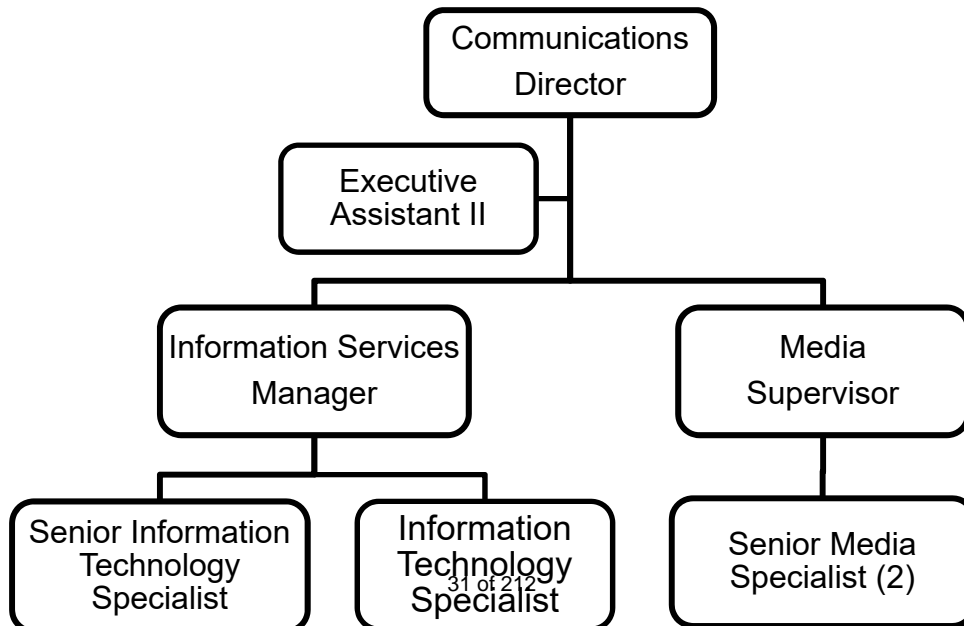 Communications
Director
Executive
Assistant II
Information Services
Manager
Media
Supervisor
Senior Information
Technology
Specialist
Information
Technology
Specialist
31 of 212
Senior Media
Specialist (2)